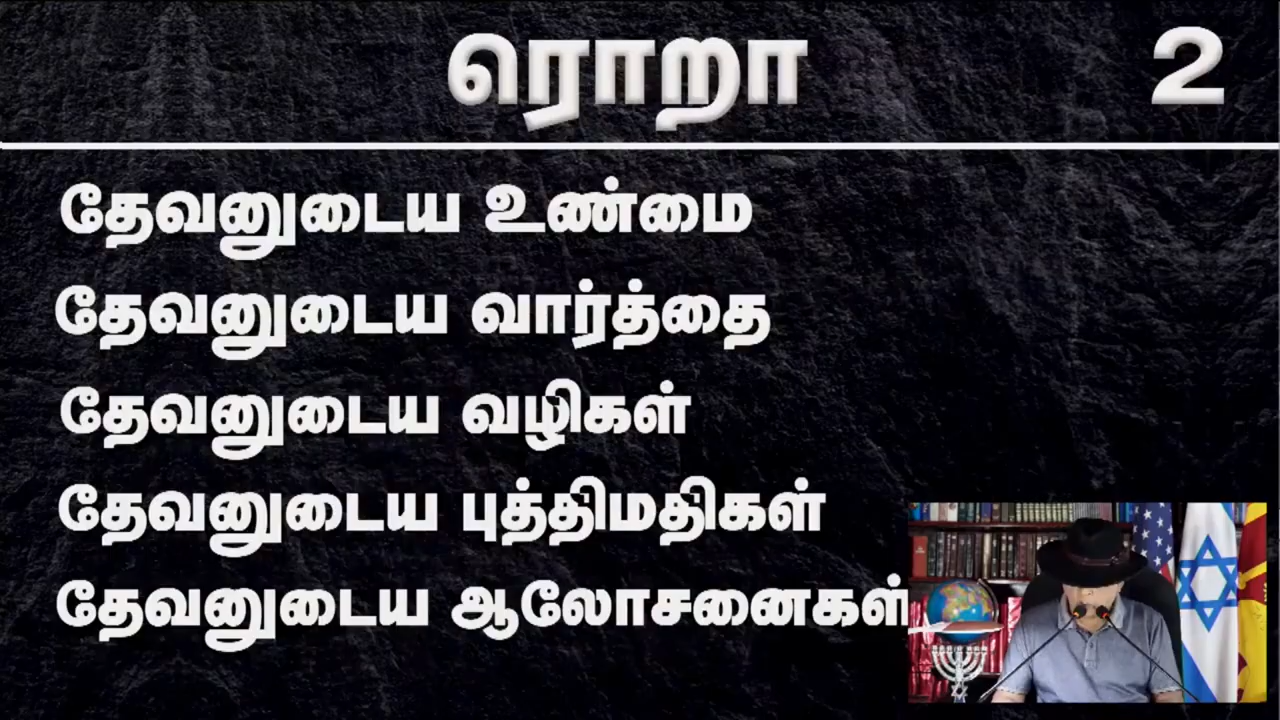 ரொறா
2
தேவனுடைய உண்மை
தேவனுடைய வார்த்தை
தேவனுடைய வழிகள்
தேவனுடைய புத்திமதிகள்
தேவனுடைய ஆலோசனைகள்